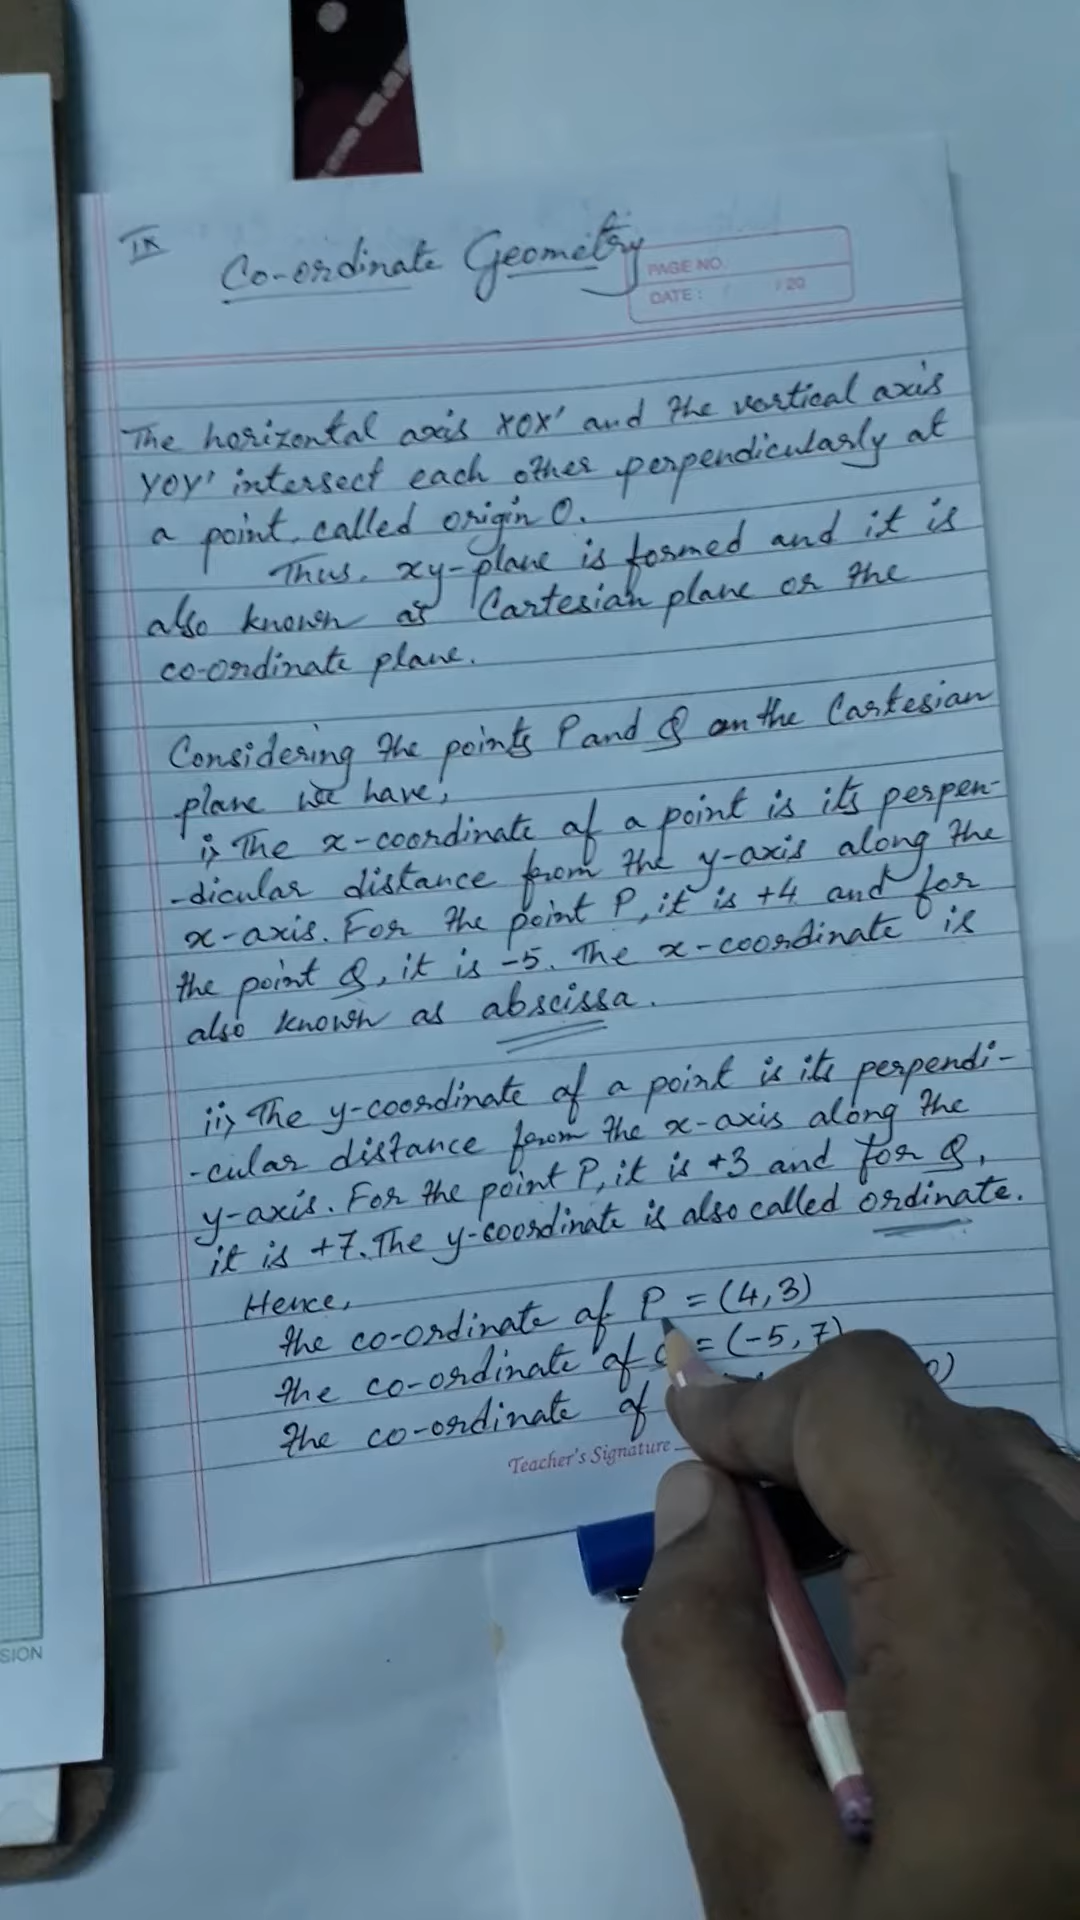 IX
Co-ordinate Geometry
PAGE NO.
DATE: / 20
The horizontal axis XOX' and the vertical axis
YOY' intersect each other perpendicularly at
a point, called origin O.
Thus, xy-plane is formed and it is
also known as Cartesian plane or the
co-ordinate plane.
Considering the points P and Q on the Cartesian
plane we have,
i, The x-coordinate of a point is its perpen-
-dicular distance from the y-axis along the
x-axis. For the point P, it is +4 and for
the point Q, it is -5. The x-coordinate is
also known as abscissa.
ii, The y-coordinate of a point is its perpendi-
-cular distance from the x-axis along the
y-axis. For the point P, it is +3 and for Q,
it is +7. The y-coordinate is also called ordinate.
Hence,
the co-ordinate of P = (4,3)
the co-ordinate of = (-5,7)
the co-ordinate of 0)
Teacher's Signature
SION